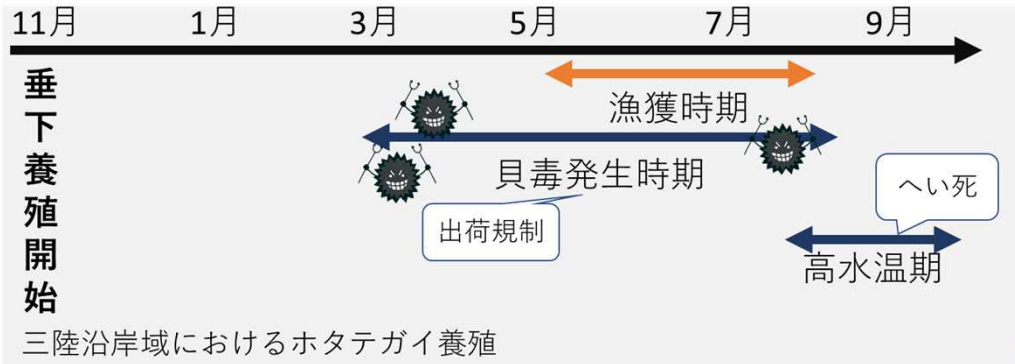 11月 1月 3月 5月 7月 9月
垂下養殖開始
漁獲時期
貝毒発生時期
出荷規制
へい死
高水温期
三陸沿岸域におけるホタテガイ養殖